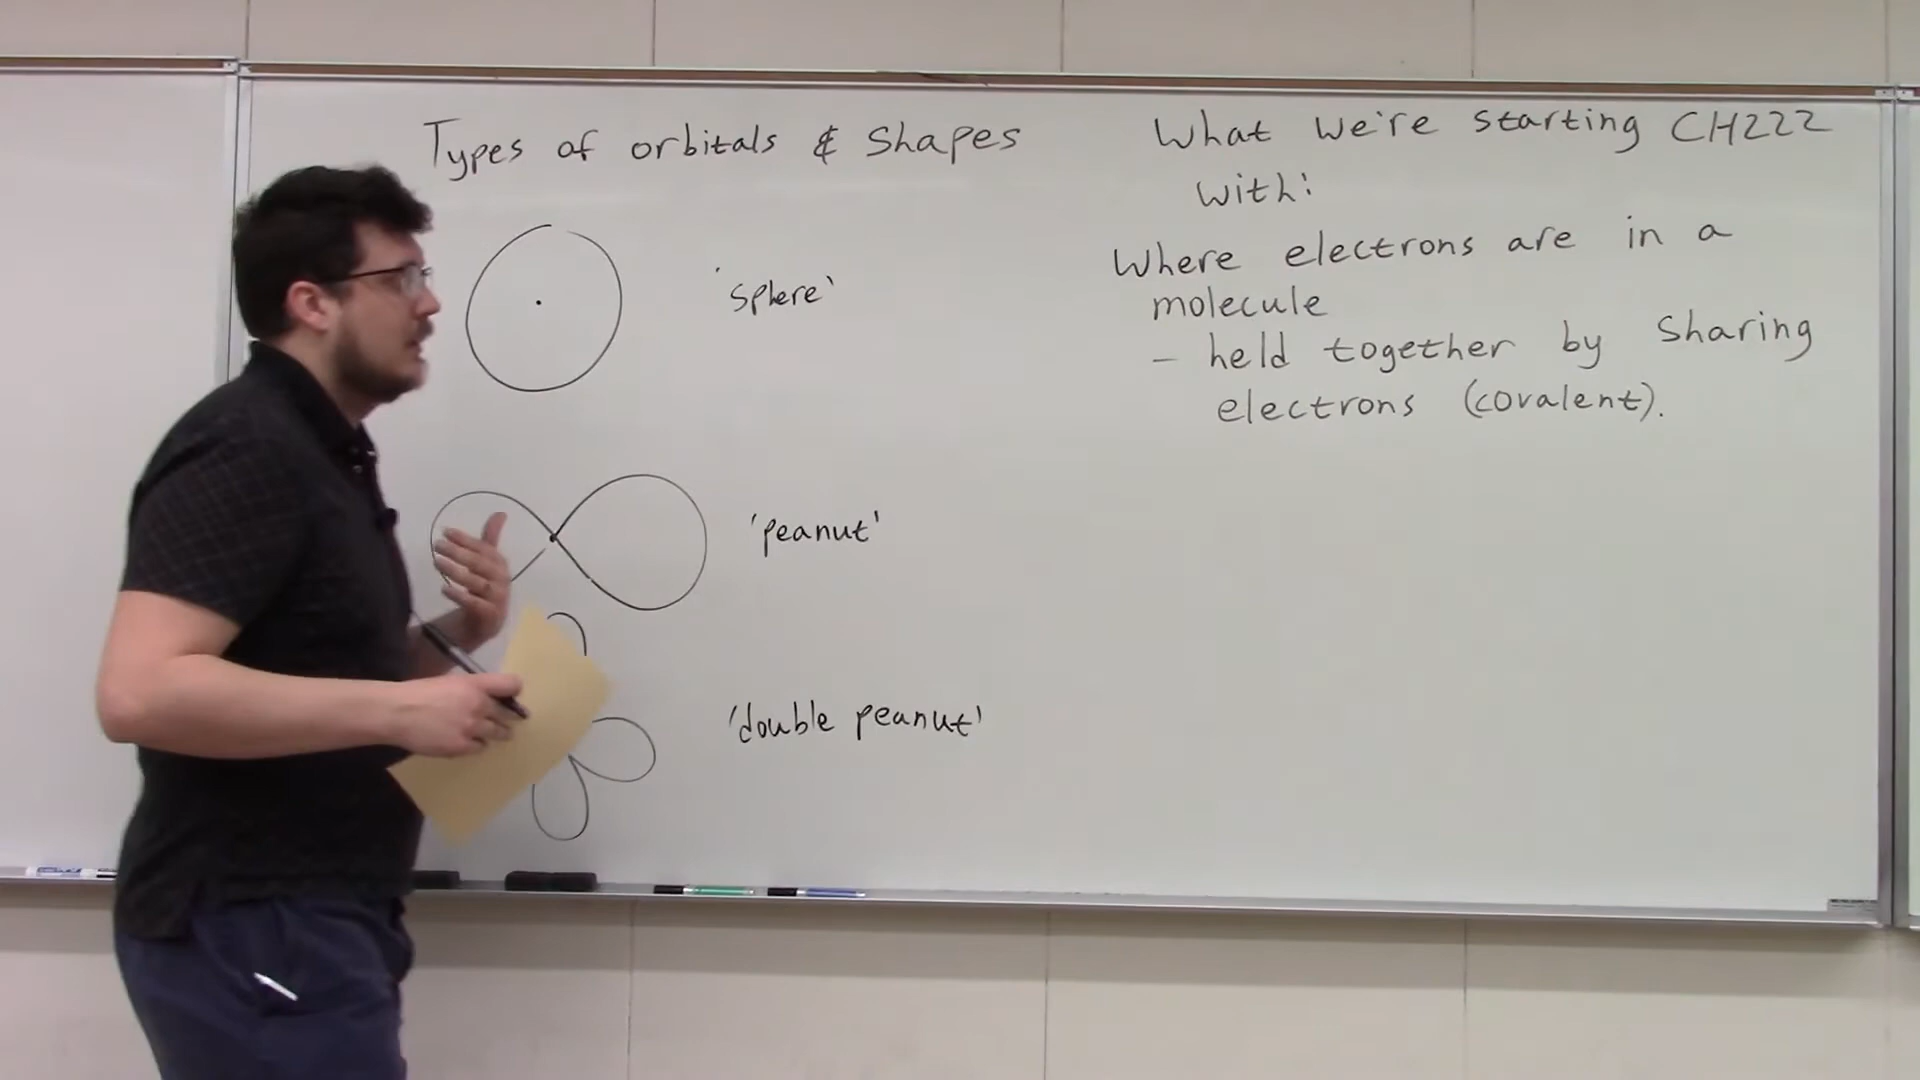 Types of orbitals & Shapes
'sphere'
'peanut'
'double peanut'
What we're starting CH222
with:
Where electrons are in a
molecule
- held together by Sharing
electrons (covalent).